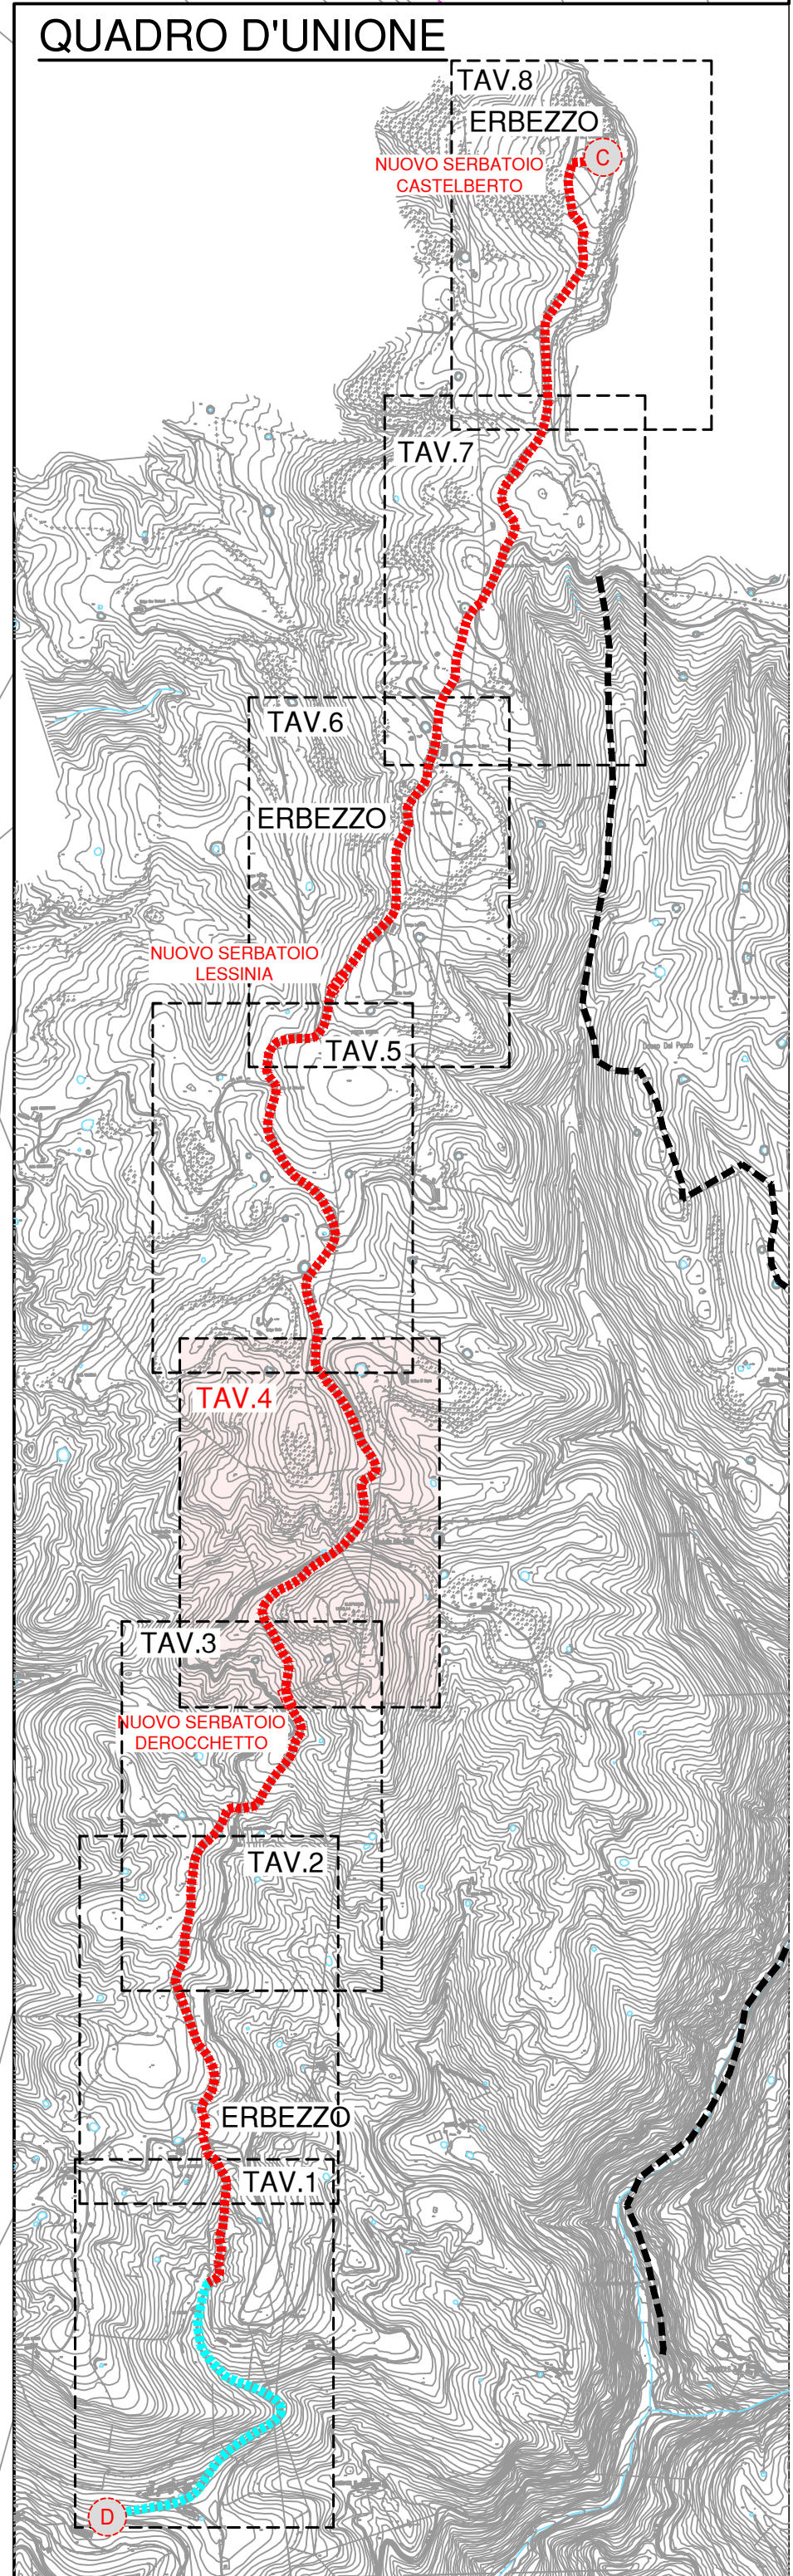 QUADRO D'UNIONE
TAV.8
ERBEZZO
C
NUOVO SERBATOIO
CASTELBERTO
TAV.7
TAV.6
ERBEZZO
NUOVO SERBATOIO
LESSINIA
TAV.5
TAV.4
TAV.3
NUOVO SERBATOIO
DEROCCHETTO
TAV.2
ERBEZZO
TAV.1
D